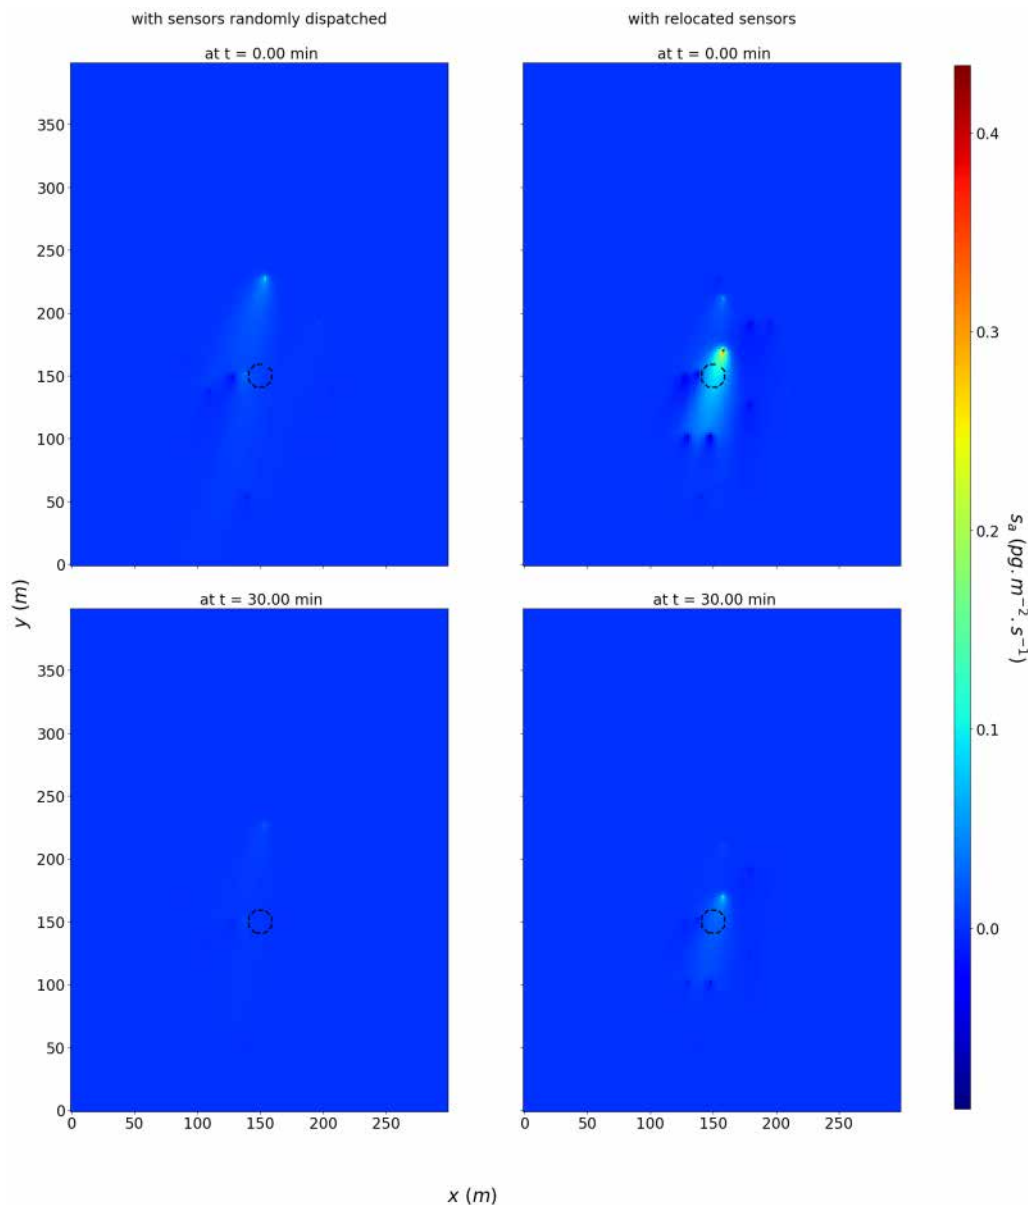 with sensors randomly dispatched
with relocated sensors
at t = 0.00 min
at t = 0.00 min
350
300
250
200
150
100
50
0
0.4
0.3
0.2
0.1
0.0
s_a (pg.m^{-2}.s^{-1})
y (m)
at t = 30.00 min
at t = 30.00 min
350
300
250
200
150
100
50
0
0 50 100 150 200 250
0 50 100 150 200 250
x (m)